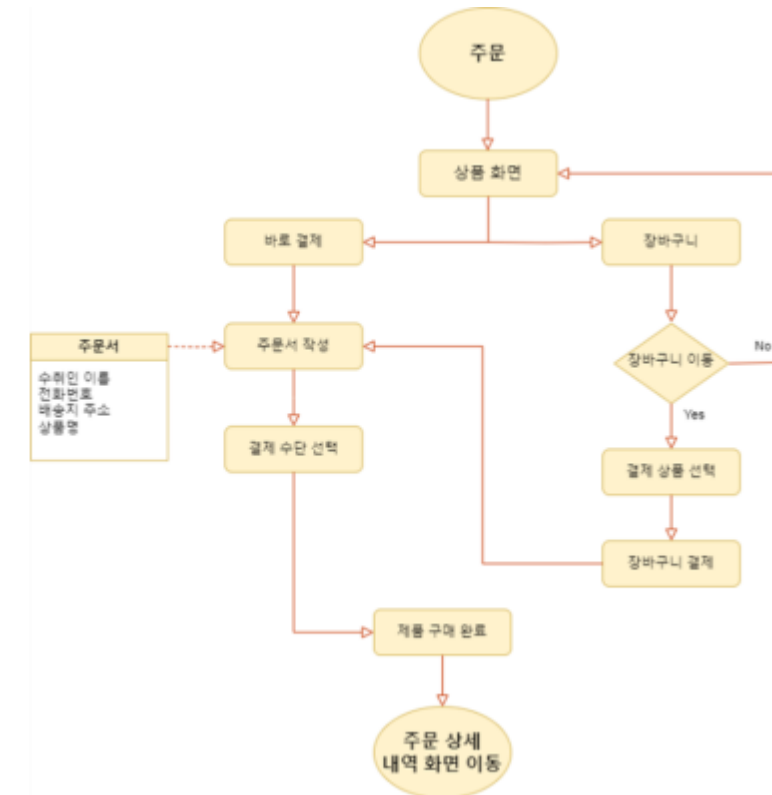 주문
상품 화면
바로 결제
장바구니
주문서
수취인 이름
전화번호
배송지 주소
상품명
주문서 작성
장바구니 이동
No
Yes
결제 수단 선택
결제 상품 선택
장바구니 결제
제품 구매 완료
주문 상세
내역 화면 이동